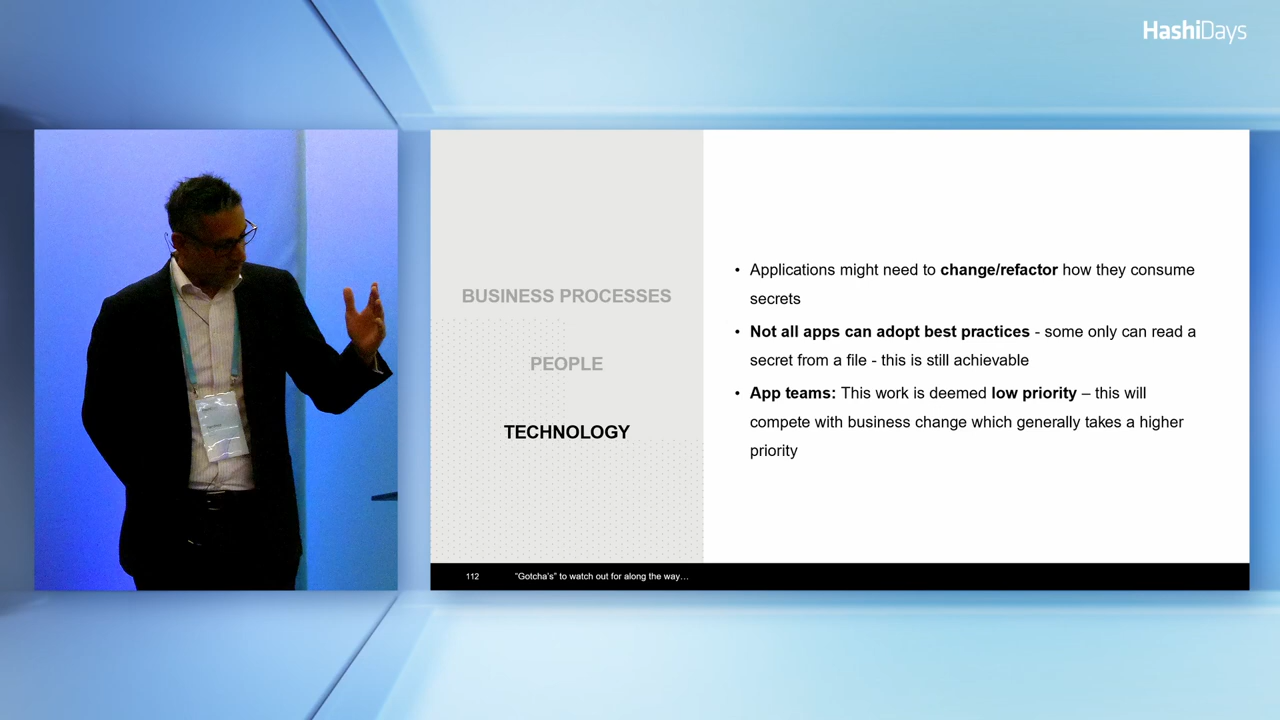 HashiDays
BUSINESS PROCESSES
PEOPLE
TECHNOLOGY
• Applications might need to change/refactor how they consume
secrets
• Not all apps can adopt best practices - some only can read a
secret from a file - this is still achievable
• App teams: This work is deemed low priority – this will
compete with business change which generally takes a higher
priority
112
"Gotcha's" to watch out for along the way…